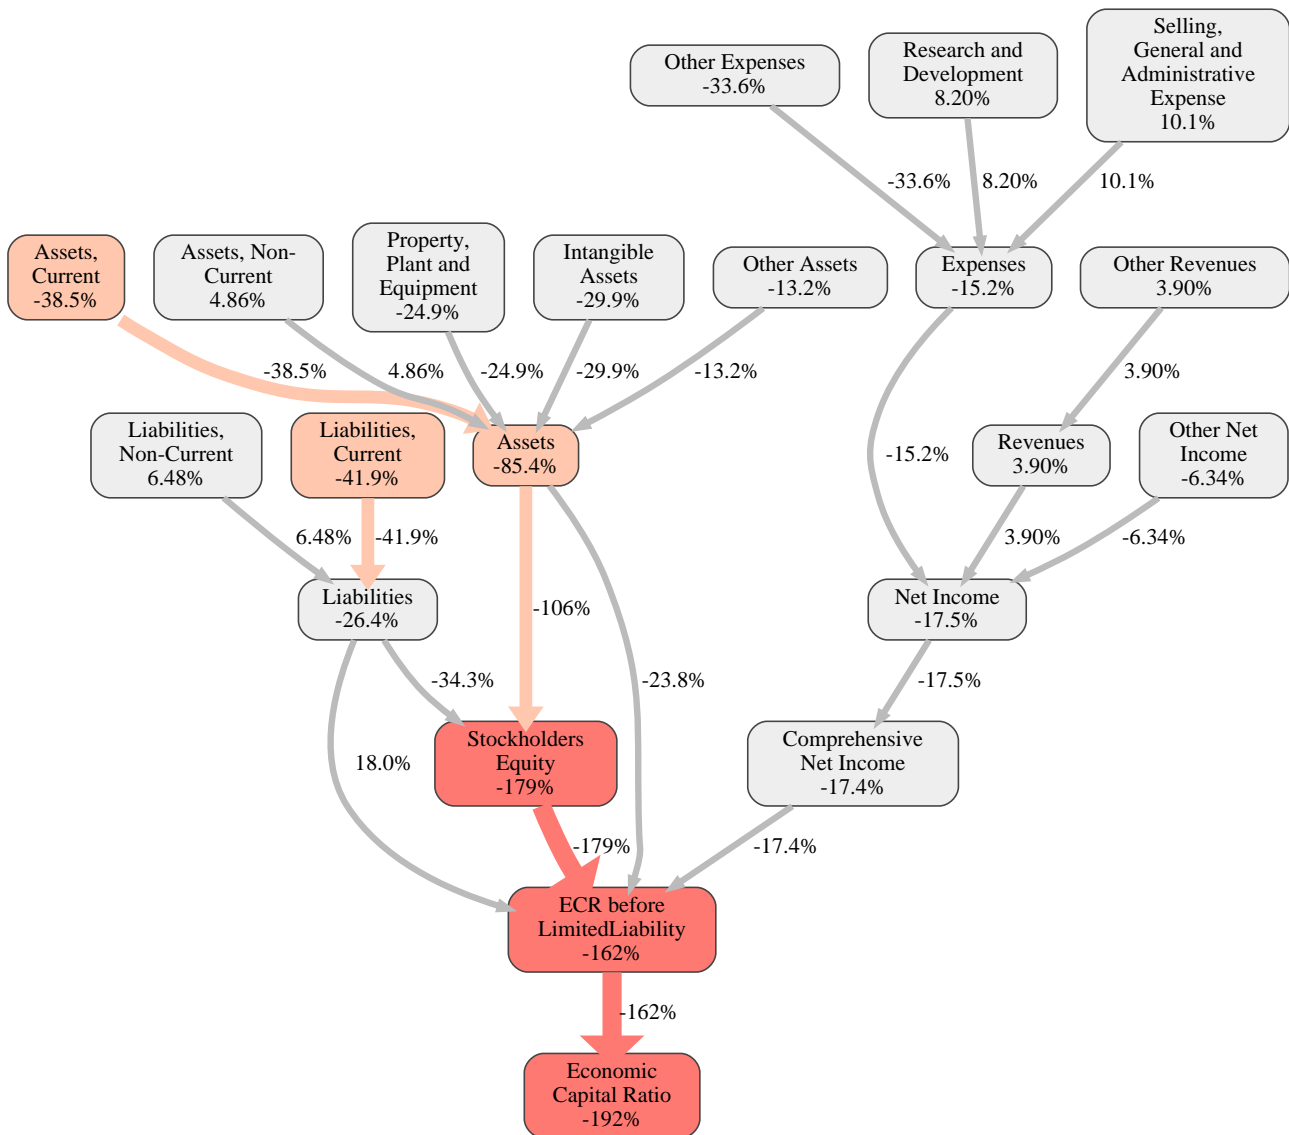 Selling,
General and
Administrative
Expense
10.1%
Research and
Development
8.20%
Other Expenses
-33.6%
-33.6%
8.20%
10.1%
Assets,
Current
-38.5%
Assets, Non-
Current
4.86%
Property,
Plant and
Equipment
-24.9%
Intangible
Assets
-29.9%
Other Assets
-13.2%
Expenses
-15.2%
Other Revenues
3.90%
-38.5%
4.86%
-24.9%
-29.9%
-13.2%
3.90%
Liabilities,
Non-Current
6.48%
Liabilities,
Current
-41.9%
Assets
-85.4%
-15.2%
Revenues
3.90%
Other Net
Income
-6.34%
6.48%
-41.9%
3.90%
-6.34%
Liabilities
-26.4%
-106%
Net Income
-17.5%
-34.3%
-23.8%
-17.5%
18.0%
Stockholders
Equity
-179%
Comprehensive
Net Income
-17.4%
-179%
-17.4%
ECR before
LimitedLiability
-162%
-162%
Economic
Capital Ratio
-192%